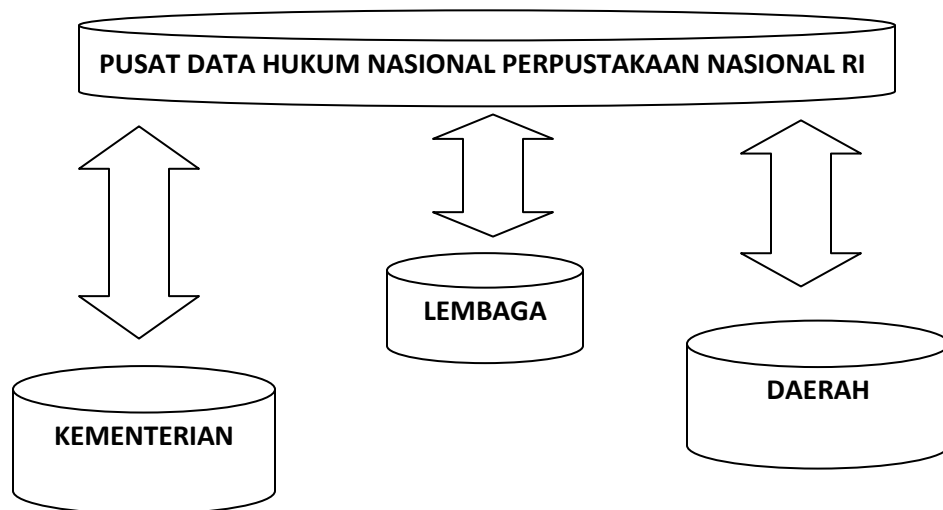 PUSAT DATA HUKUM NASIONAL PERPUSTAKAAN NASIONAL RI
LEMBAGA
DAERAH
KEMENTERIAN